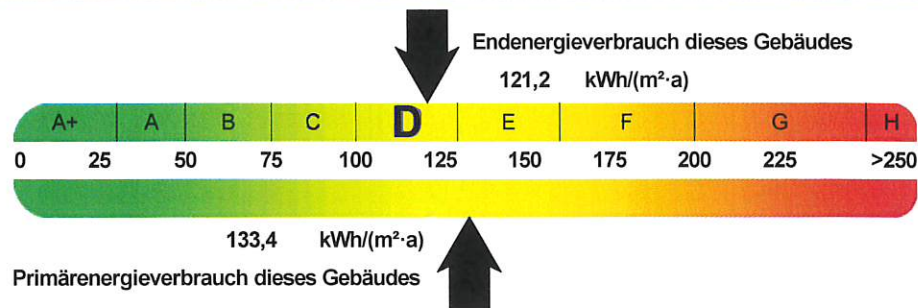 Endenergieverbrauch dieses Gebäudes
121,2 kWh/(m²·a)
A+ A B C D E F G H
0 25 50 75 100 125 150 175 200 225 >250
133,4 kWh/(m²·a)
Primärenergieverbrauch dieses Gebäudes